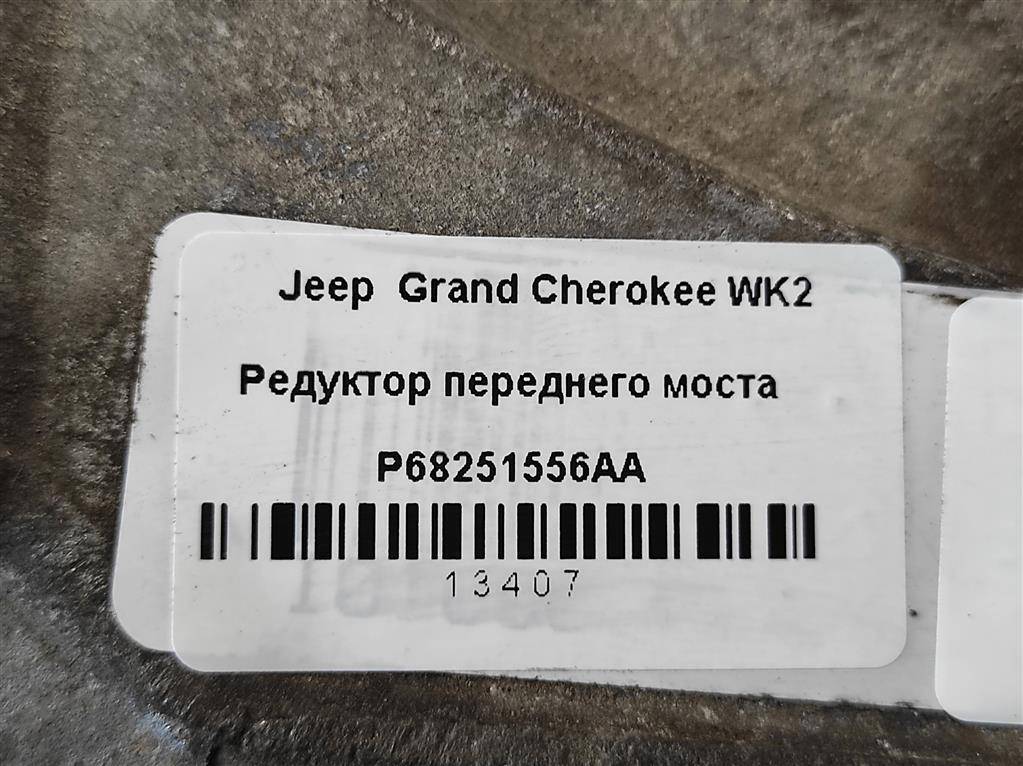 Jeep Grand Cherokee WK2
Редуктор переднего моста
P68251556AA
13407